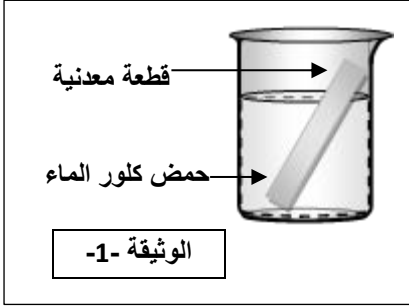 قطعة معدنية
حمض كلور الماء
الوثيقة -1-